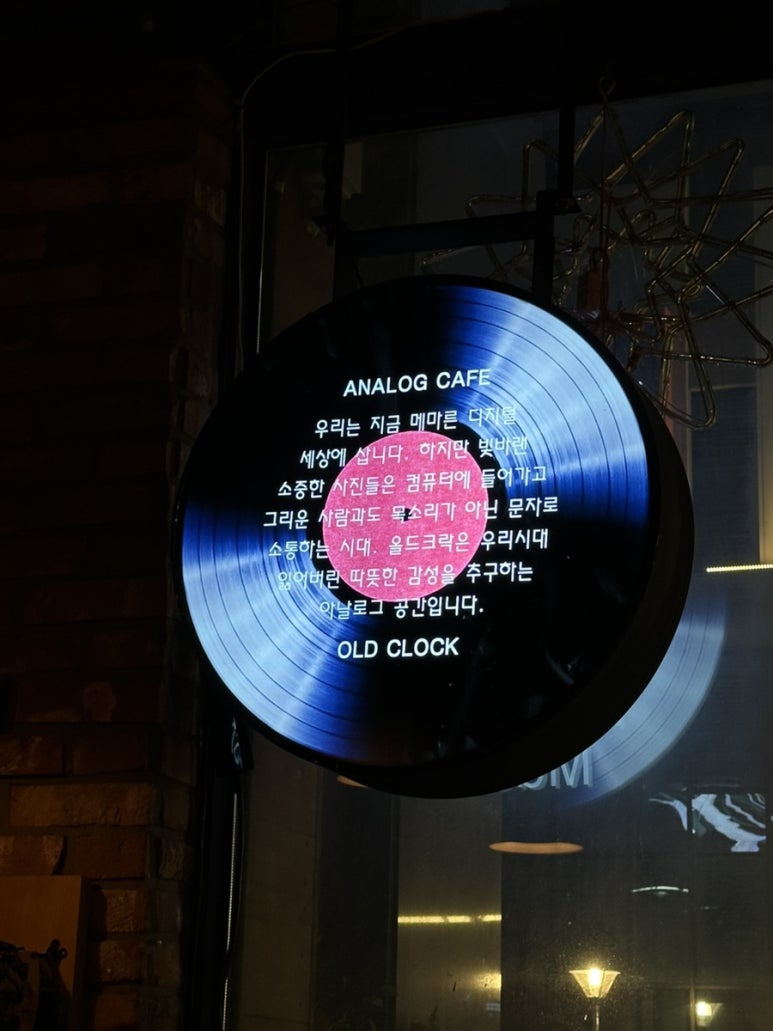 ANALOG CAFE
우리는 지금 메마른 디지털
세상에 삽니다. 하지만 빛바랜
소중한 사진들은 컴퓨터에 들어가고
그리운 사람과도 목소리가 아닌 문자로
소통하는 시대. 올드크락은 우리시대
잃어버린 따뜻한 감성을 추구하는
아날로그 공간입니다.
OLD CLOCK